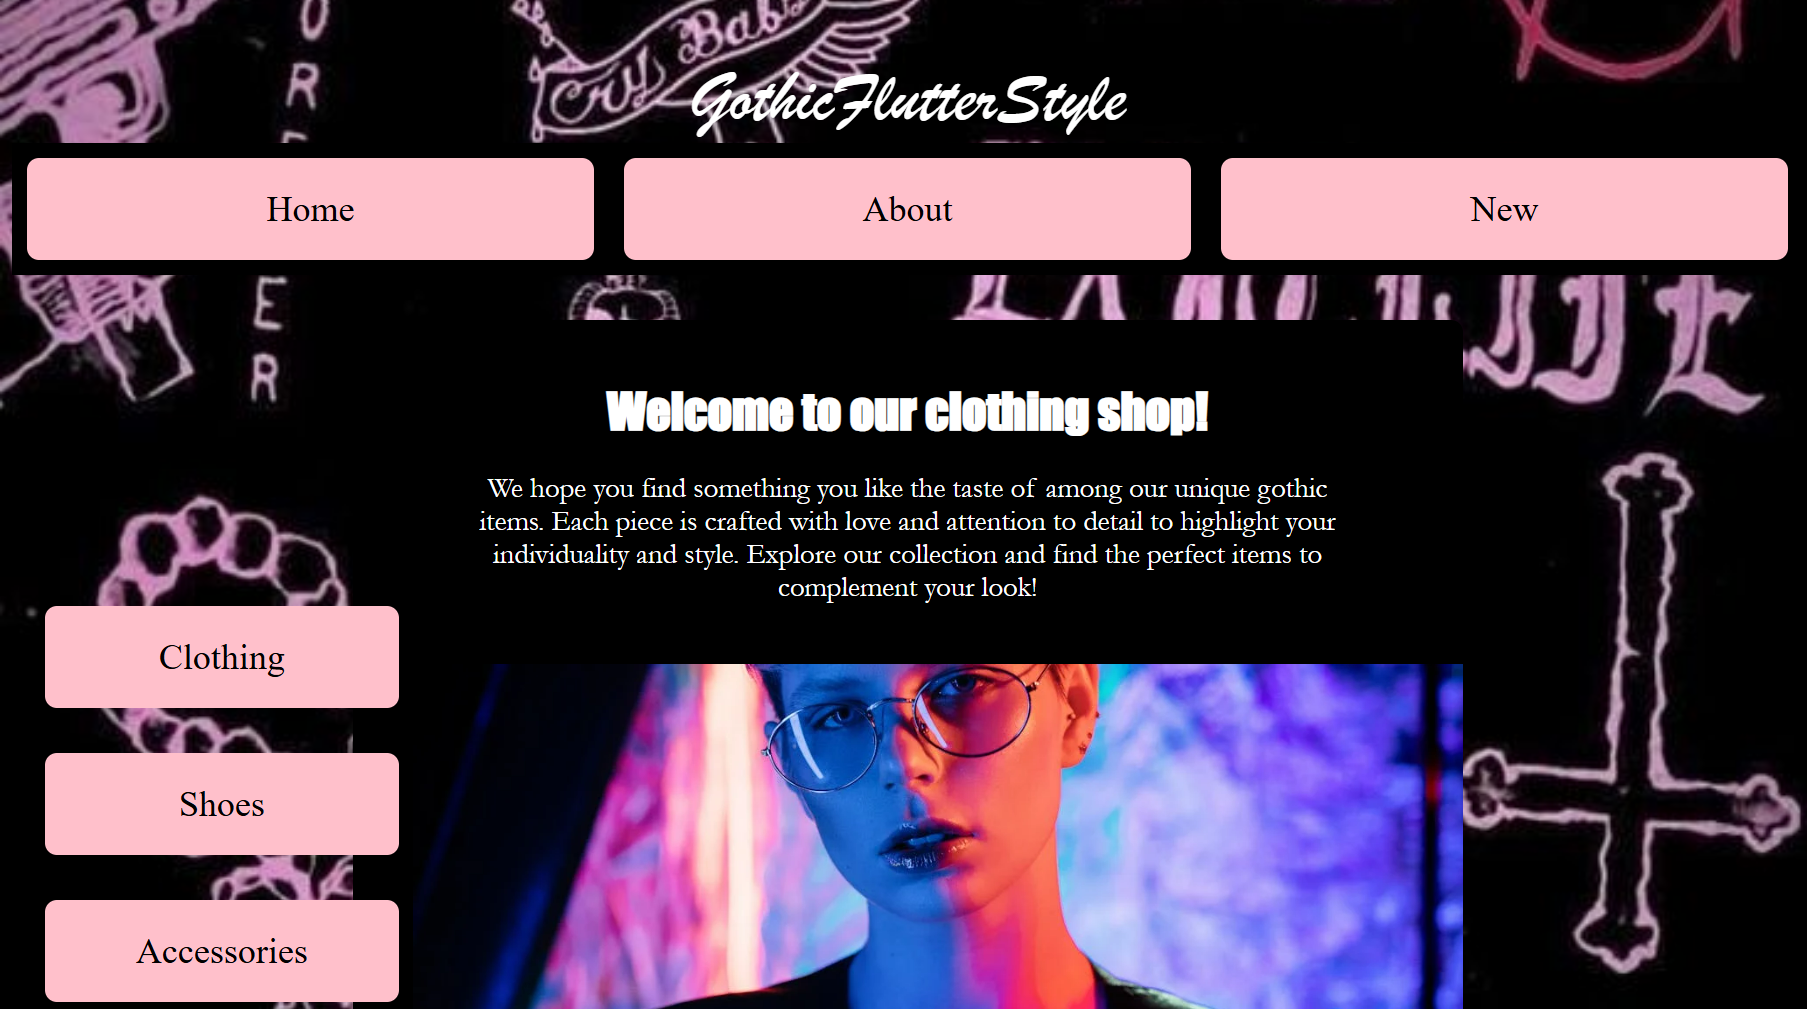 O
R
E
Cry Baby
GothicFlutterStyle
Home
About
New
E
R
Welcome to our clothing shop!
We hope you find something you like the taste of among our unique gothic
items. Each piece is crafted with love and attention to detail to highlight your
individuality and style. Explore our collection and find the perfect items to
complement your look!
Clothing
Shoes
Accessories